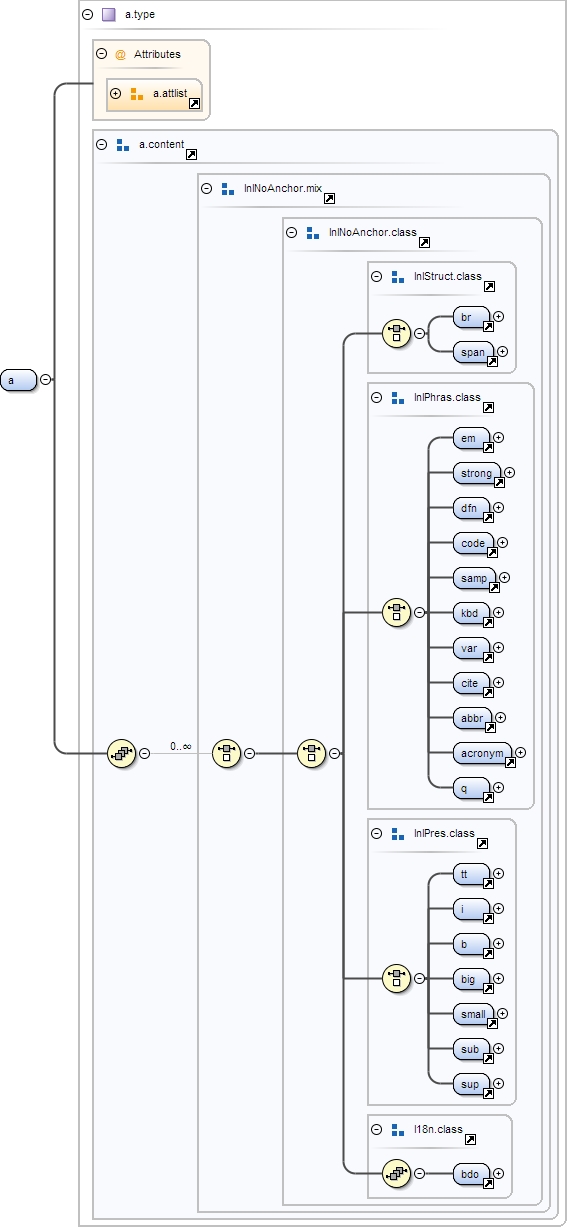 a.type
@ Attributes
a.attlist
a.content
InlNoAnchor.mix
InlNoAnchor.class
InlStruct.class
br
span
a
InlPhras.class
em
strong
dfn
code
samp
kbd
var
cite
abbr
0..∞
acronym
q
InlPres.class
tt
i
b
big
small
sub
sup
I18n.class
bdo